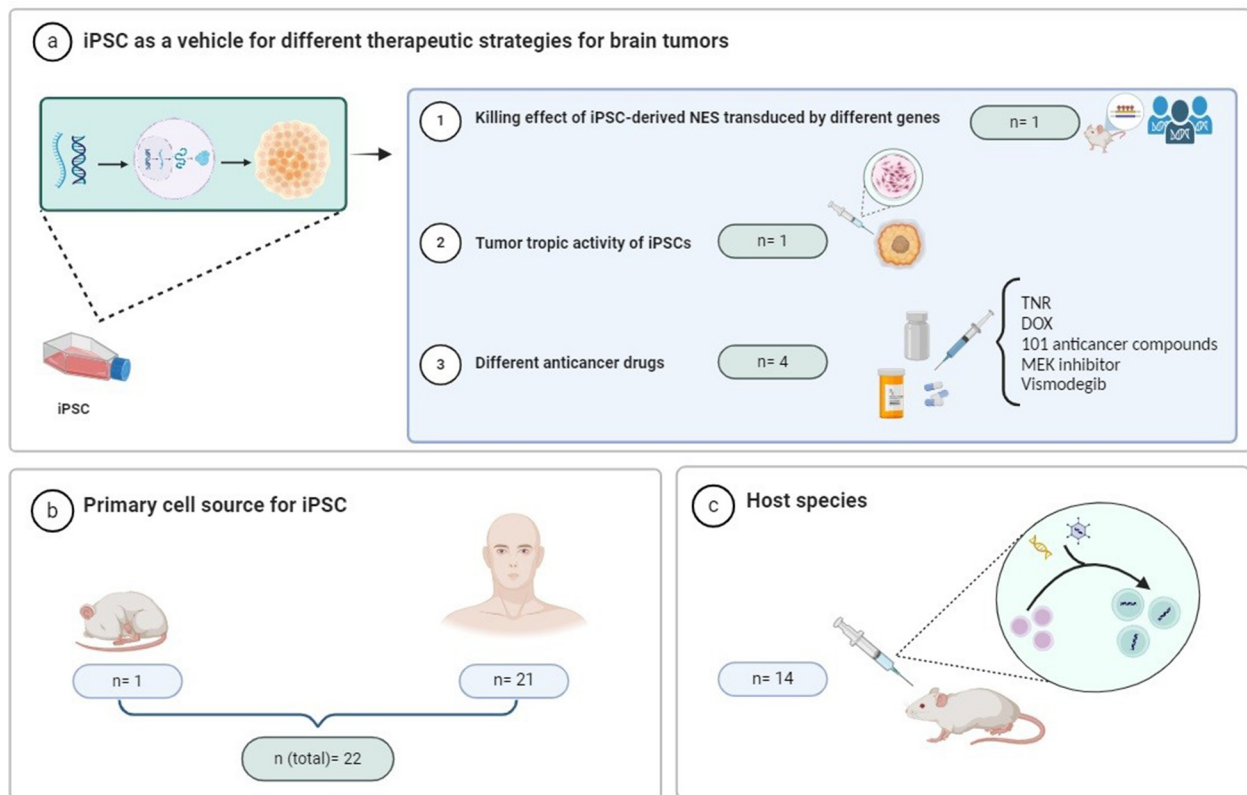 a
iPSC as a vehicle for different therapeutic strategies for brain tumors
1
Killing effect of iPSC-derived NES transduced by different genes
n= 1
2
Tumor tropic activity of iPSCs
n= 1
3
Different anticancer drugs
n= 4
TNR
DOX
101 anticancer compounds
MEK inhibitor
Vismodegib
iPSC
b
Primary cell source for iPSC
n= 1
n= 21
n (total)= 22
c
Host species
n= 14